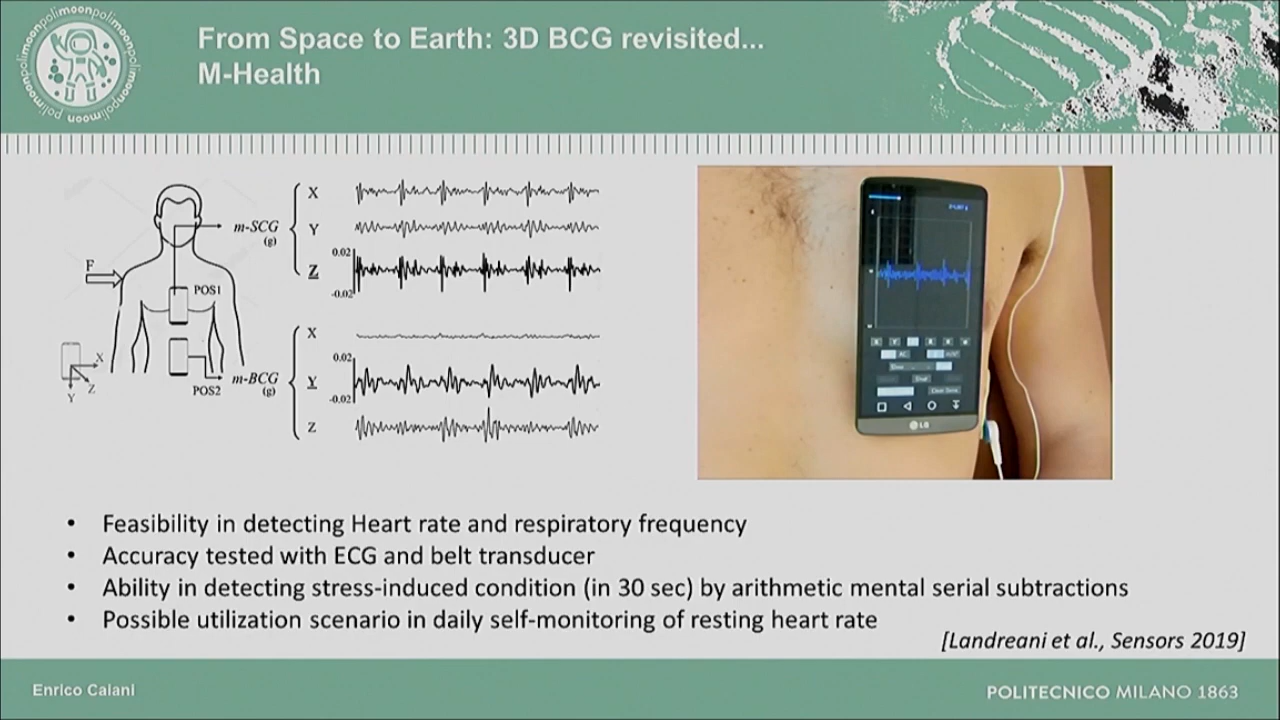 From Space to Earth: 3D BCG revisited...
M-Health
polimoonpolimoonpolimoonpolimoon
F
POS1
POS2
X
Y
Z
m-SCG
(g)
X
Y
Z
0.02
-0.02
m-BCG
(g)
X
Y
Z
0.02
-0.02
LG
• Feasibility in detecting Heart rate and respiratory frequency
• Accuracy tested with ECG and belt transducer
• Ability in detecting stress-induced condition (in 30 sec) by arithmetic mental serial subtractions
• Possible utilization scenario in daily self-monitoring of resting heart rate
[Landreani et al., Sensors 2019]
Enrico Caiani
POLITECNICO MILANO 1863